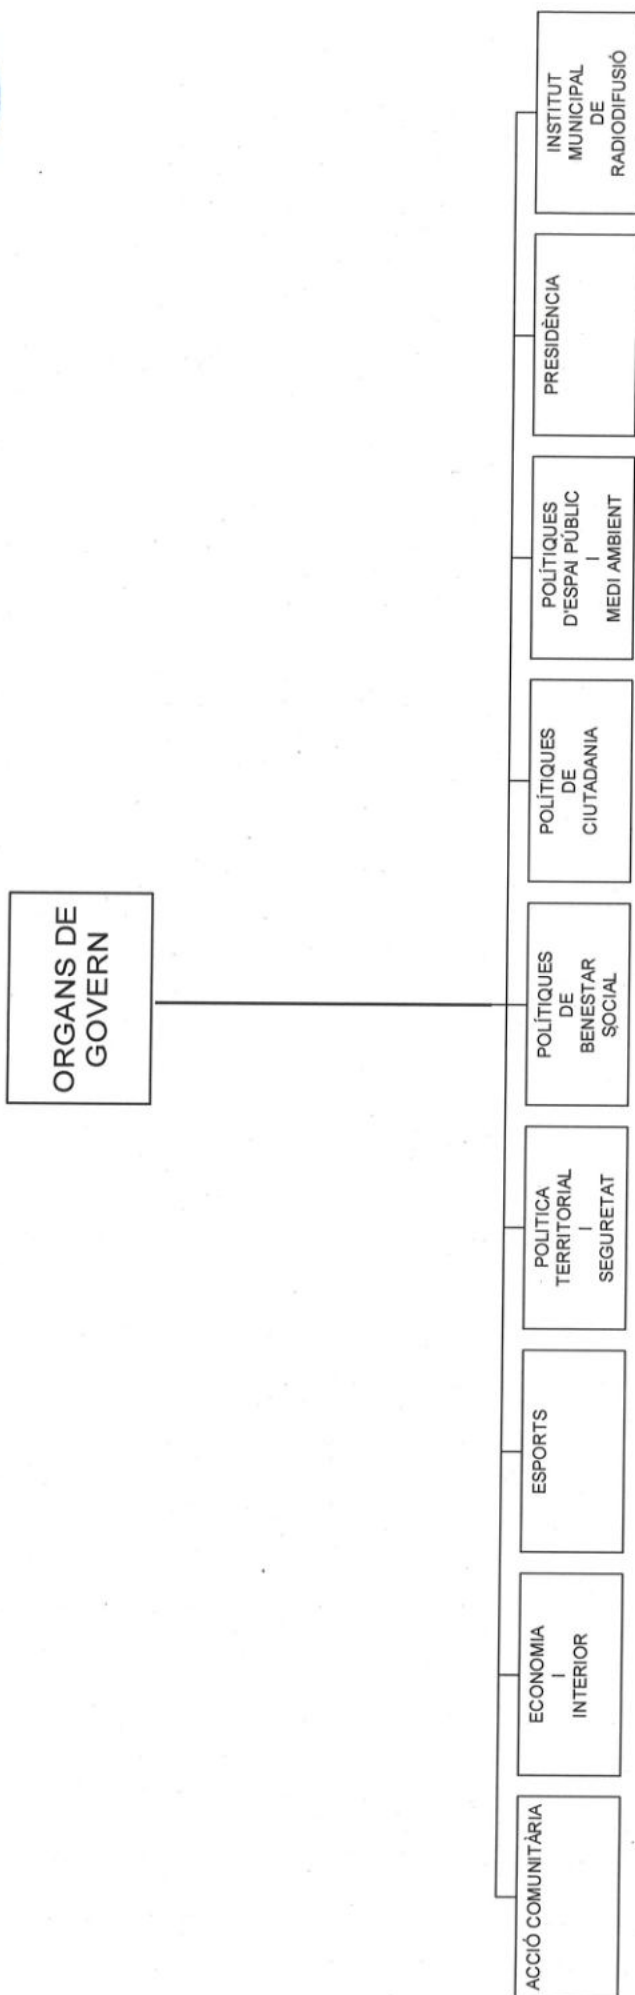 ORGANS DE
GOVERN
ACCIÓ COMUNITÀRIA
ECONOMIA
I
INTERIOR
ESPORTS
POLITICA
TERRITORIAL
I
SEGURETAT
POLÍTIQUES
DE
BENESTAR
SOCIAL
POLÍTIQUES
DE
CIUTADANIA
POLÍTIQUES
D'ESPAI PÚBLIC
I
MEDI AMBIENT
PRESIDÈNCIA
INSTITUT
MUNICIPAL
DE
RADIODIFUSIÓ